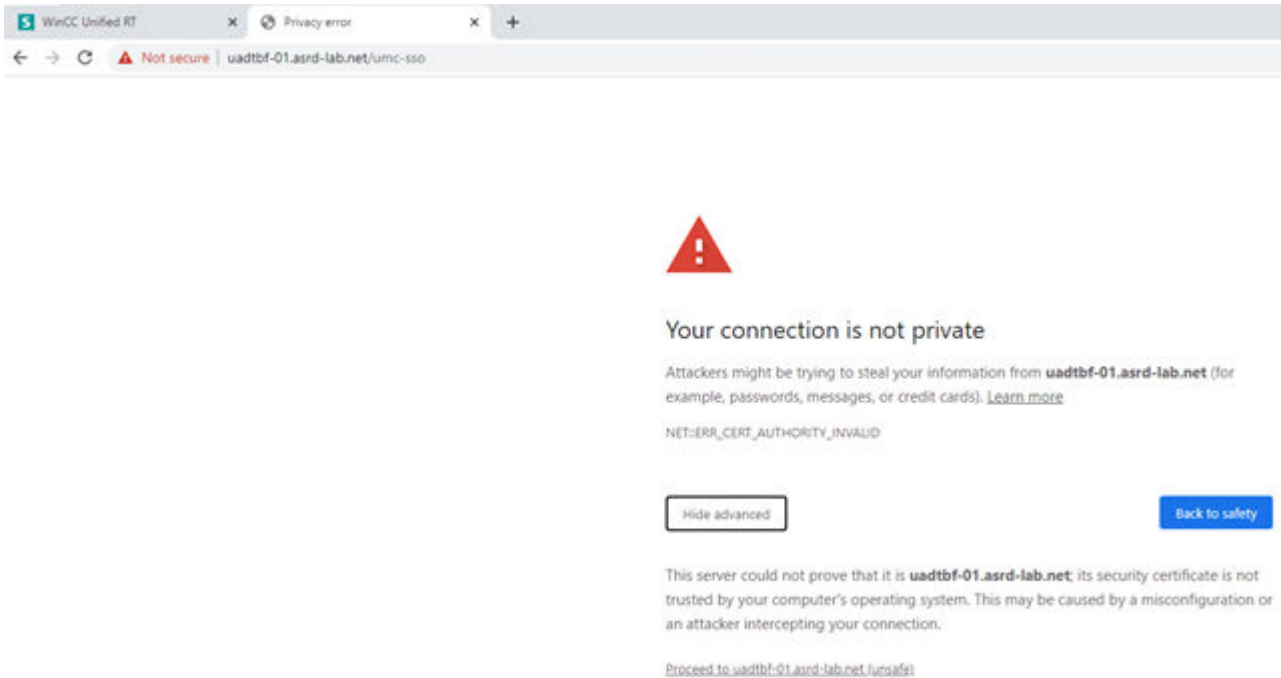 WinCC Unified RT
Privacy error
Not secure | uadtbf-01.asrd-lab.net/umc-sso
Your connection is not private
Attackers might be trying to steal your information from uadtbf-01.asrd-lab.net (for
example, passwords, messages, or credit cards). Learn more
NET::ERR_CERT_AUTHORITY_INVALID
Hide advanced
Back to safety
This server could not prove that it is uadtbf-01.asrd-lab.net; its security certificate is not
trusted by your computer's operating system. This may be caused by a misconfiguration or
an attacker intercepting your connection.
Proceed to uadtbf-01.asrd-lab.net (unsafe)